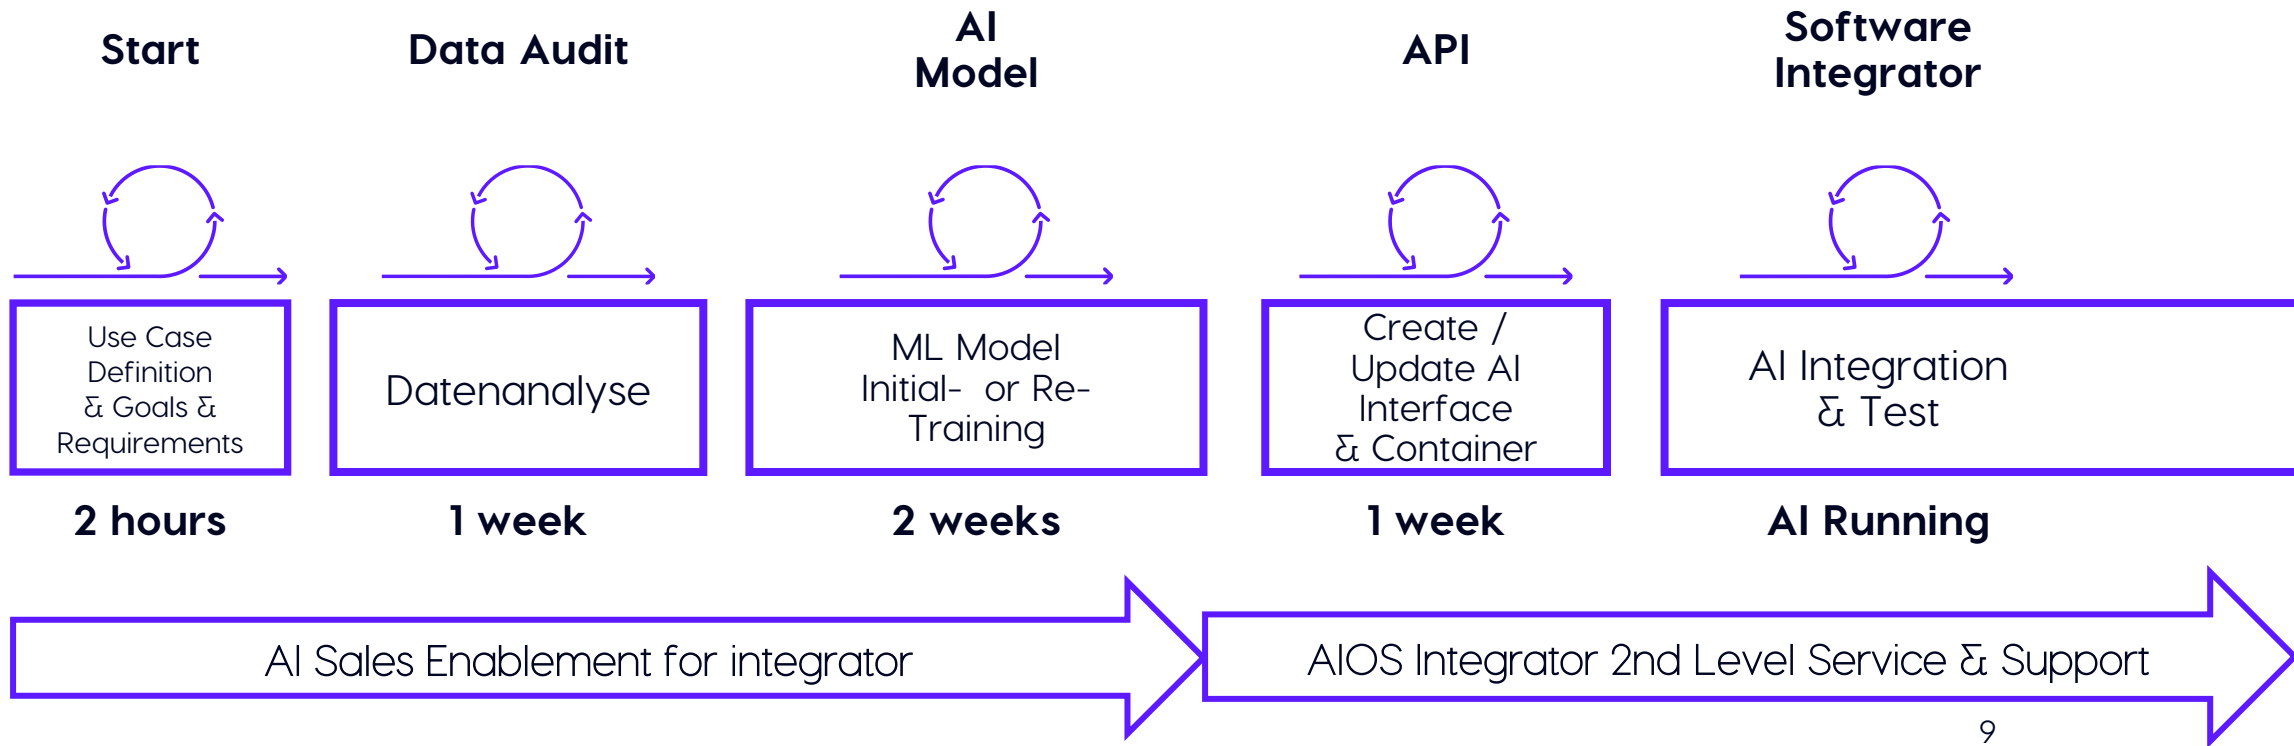 Start
Data Audit
AI
Model
API
Software
Integrator
Use Case
Definition
& Goals &
Requirements
Datenanalyse
ML Model
Initial- or Re-
Training
Create /
Update AI
Interface
& Container
AI Integration
& Test
2 hours
1 week
2 weeks
1 week
AI Running
AI Sales Enablement for integrator
AIOS Integrator 2nd Level Service & Support
9